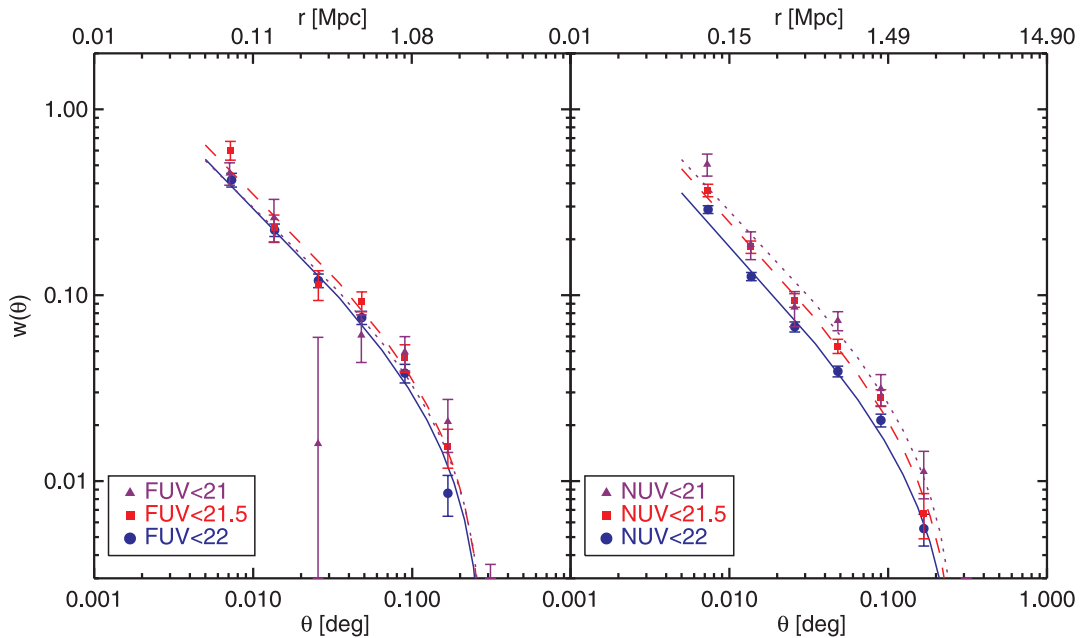 r [Mpc]
r [Mpc]
0.01
0.11
1.08
0.01
0.15
1.49
14.90
w(θ)
1.00
0.10
0.01
FUV<21
FUV<21.5
FUV<22
NUV<21
NUV<21.5
NUV<22
0.001
0.010
0.100
0.001
0.010
0.100
1.000
θ [deg]
θ [deg]